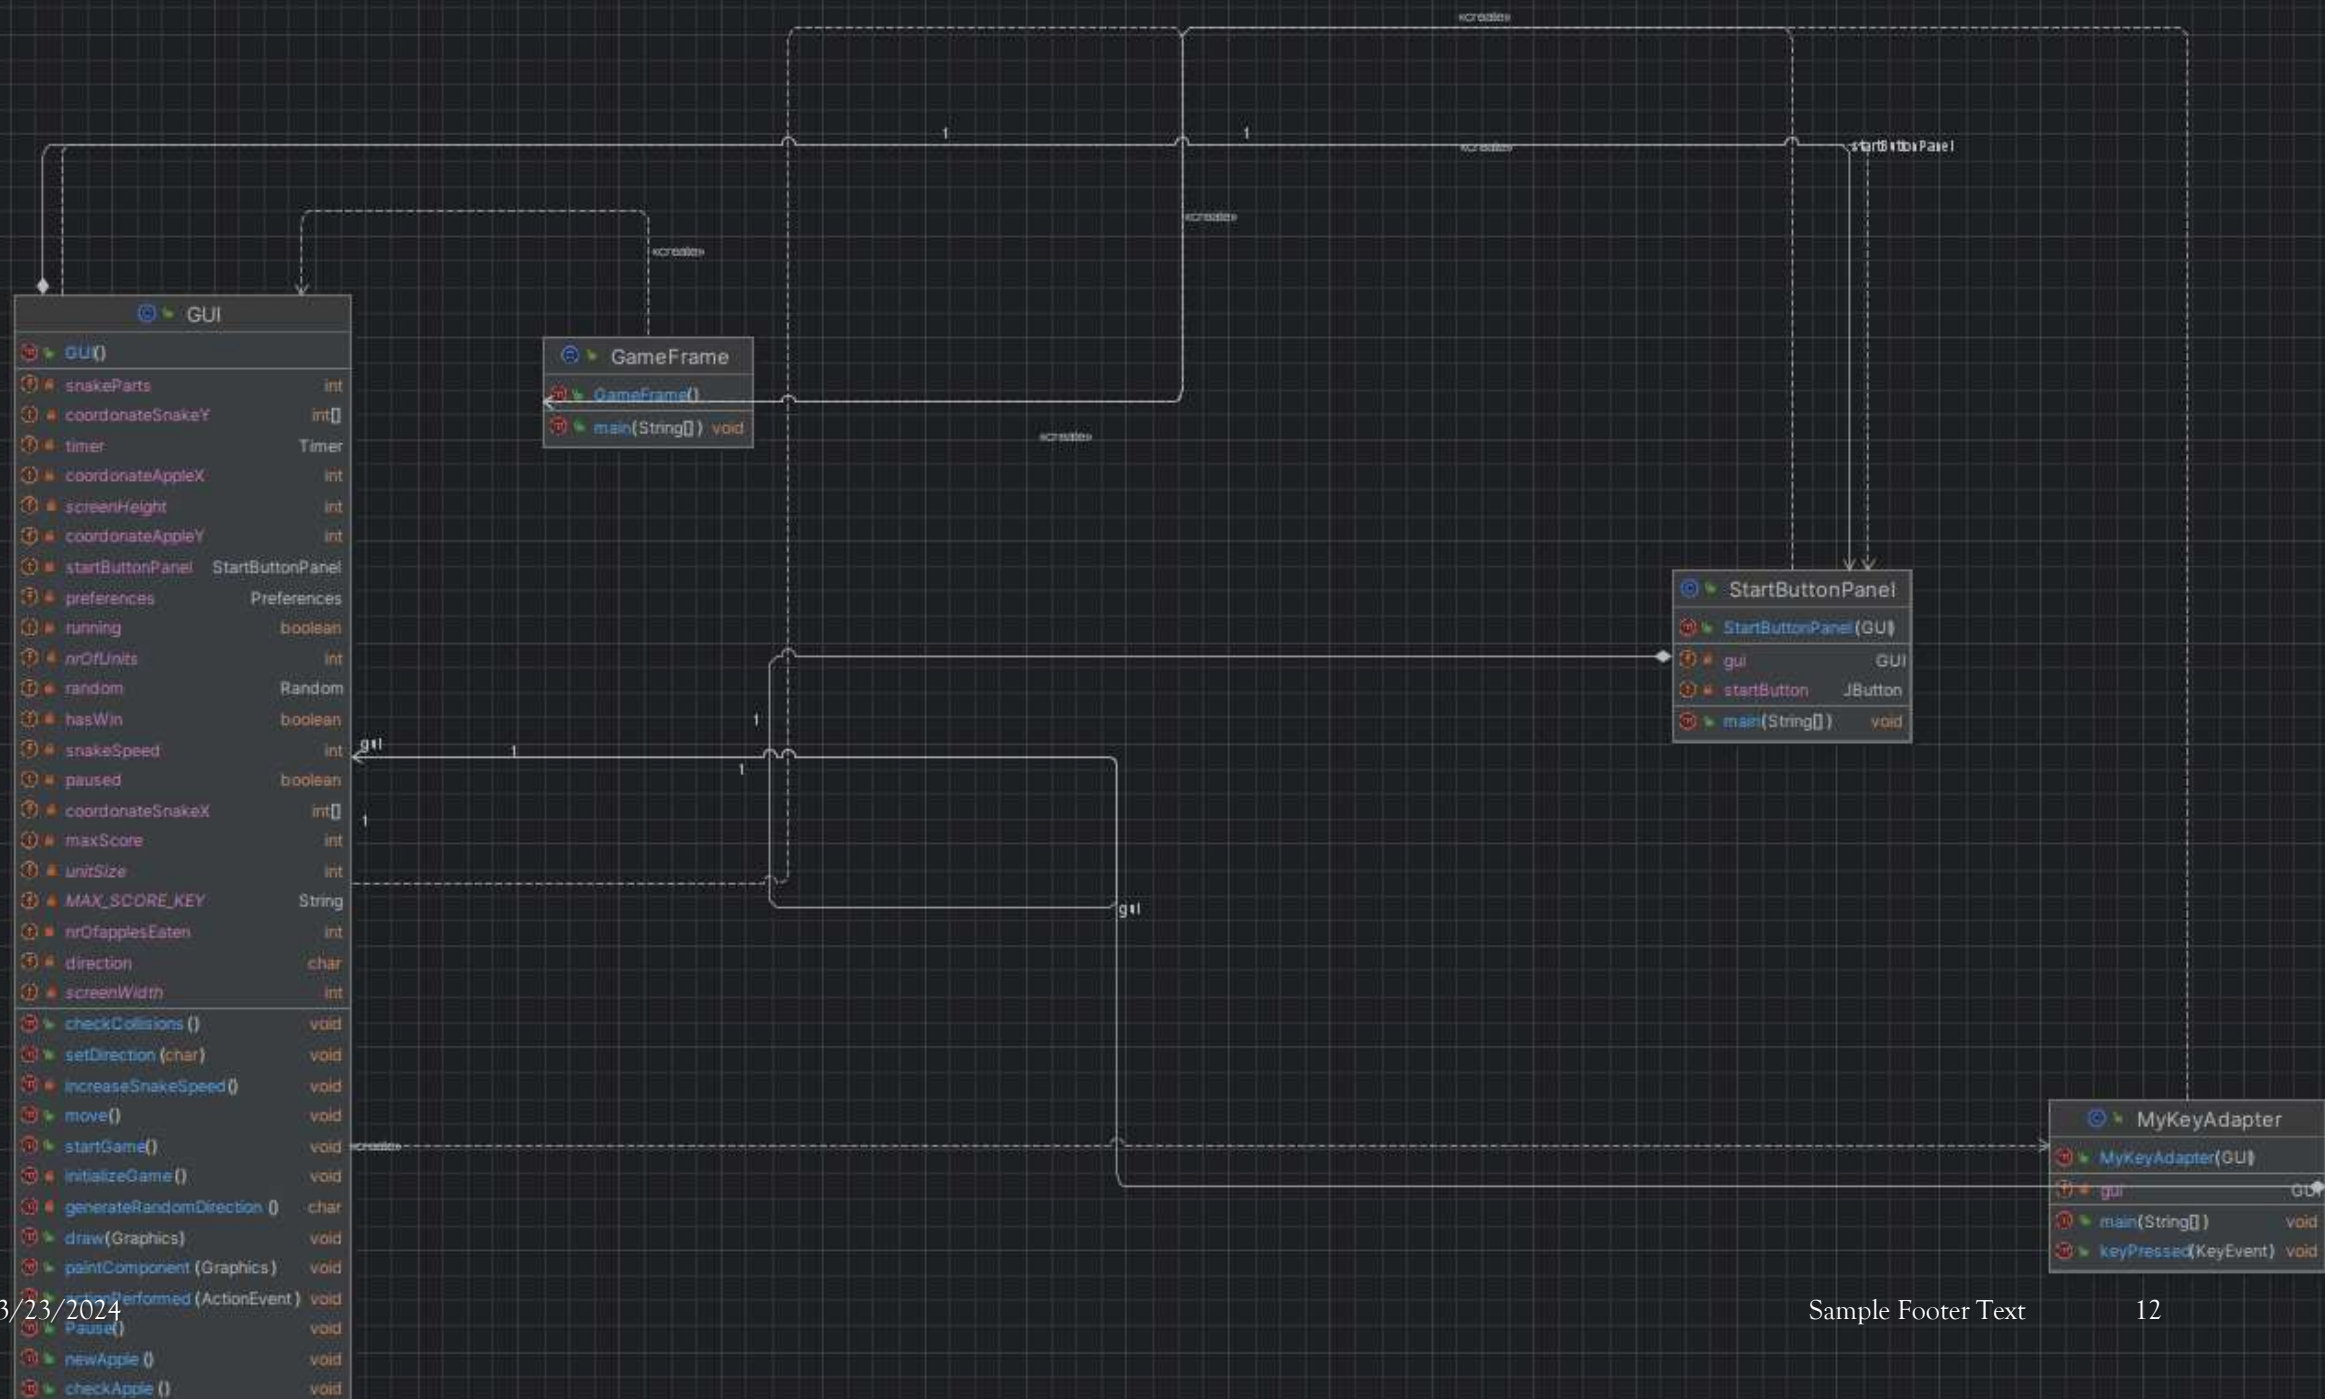 «create»
1 1
«create» startButtonPanel
«create»
«create»
GUI
GUI()
snakeParts int
coordonateSnakeY int[]
timer Timer
coordonateAppleX int
screenHeight int
coordonateAppleY int
startButtonPanel StartButtonPanel
preferences Preferences
running boolean
nrOfUnits int
random Random
hasWin boolean
snakeSpeed int
paused boolean
coordonateSnakeX int[]
maxScore int
unitSize int
MAX_SCORE_KEY String
nrOfapplesEaten int
direction char
screenWidth int
checkCollisions () void
setDirection (char) void
increaseSnakeSpeed() void
move() void
startGame() void
initializeGame () void
generateRandomDirection () char
draw(Graphics) void
paintComponent (Graphics) void
actionPerformed (ActionEvent) void
Pause() void
newApple () void
checkApple () void
GameFrame
GameFrame()
main(String[]) void
«create»
StartButtonPanel
StartButtonPanel (GUI)
gui GUI
startButton JButton
main(String[]) void
1
gui 1
1
1
gui
«create»
MyKeyAdapter
MyKeyAdapter(GUI)
gui GUI
main(String[]) void
keyPressed(KeyEvent) void
3/23/2024
Sample Footer Text
12